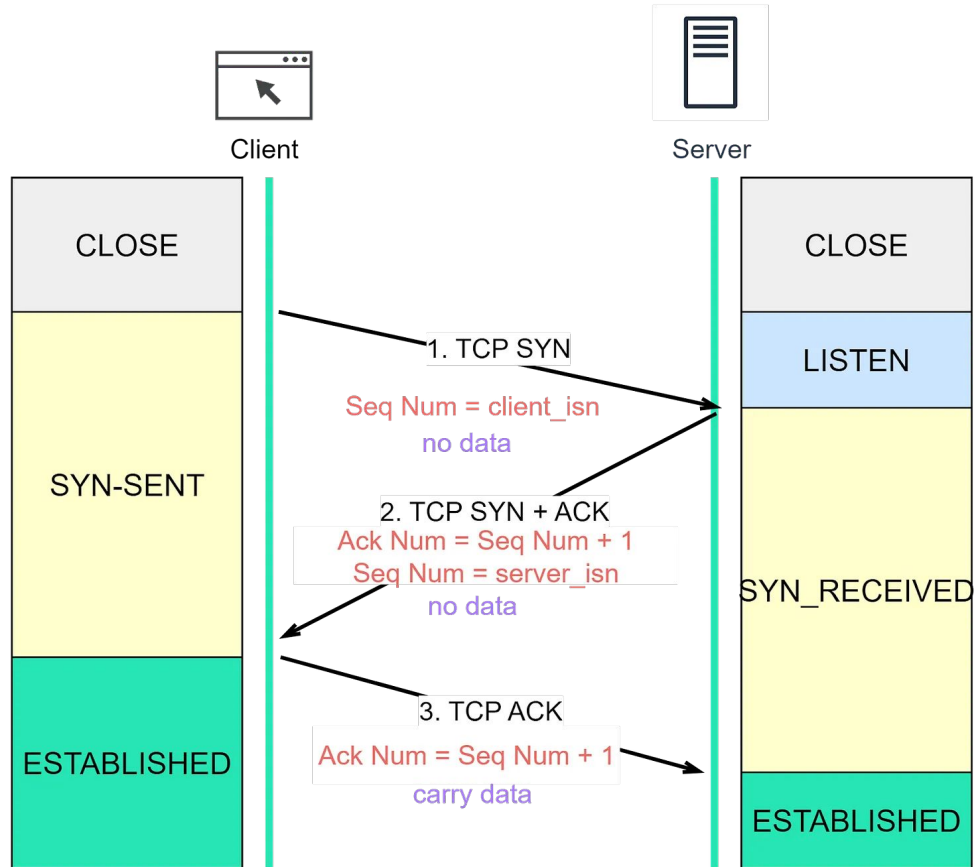 Client
Server
CLOSE
CLOSE
1. TCP SYN
LISTEN
Seq Num = client_isn
no data
SYN-SENT
2. TCP SYN + ACK
Ack Num = Seq Num + 1
Seq Num = server_isn
no data
SYN_RECEIVED
3. TCP ACK
Ack Num = Seq Num + 1
carry data
ESTABLISHED
ESTABLISHED